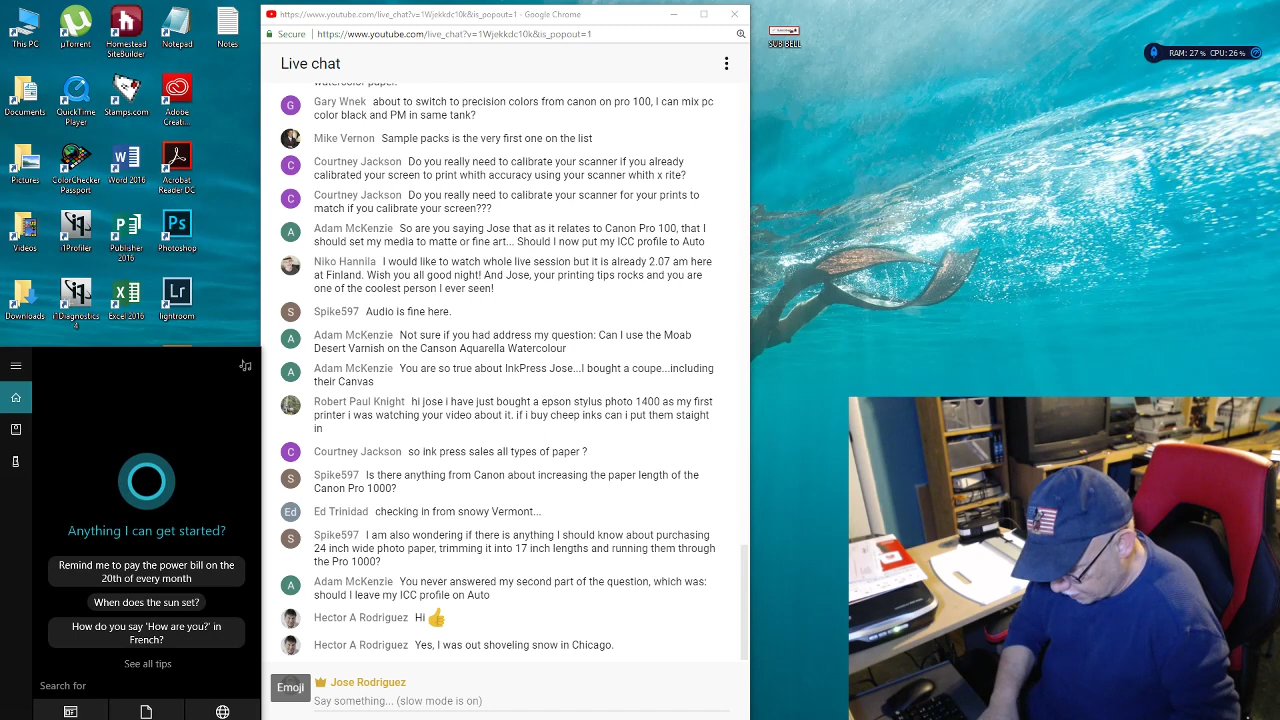 This PC
µTorrent
Homestead SiteBuilder
Notepad
Notes
Documents
QuickTime Player
Stamps.com
Adobe Creati...
Pictures
ColorChecker Passport
Word 2016
Acrobat Reader DC
Videos
i1Profiler
Publisher 2016
Photoshop
Downloads
i1Diagnostics 4
Excel 2016
lightroom
Anything I can get started?
Remind me to pay the power bill on the
20th of every month
When does the sun set?
How do you say 'How are you?' in
French?
See all tips
Search for
https://www.youtube.com/live_chat?v=1Wjekkdc10k&is_popout=1 - Google Chrome
Secure https://www.youtube.com/live_chat?v=1Wjekkdc10k&is_popout=1
Live chat
watercolor paper.
Gary Wnek about to switch to precision colors from canon on pro 100, I can mix pc
color black and PM in same tank?
Mike Vernon Sample packs is the very first one on the list
Courtney Jackson Do you really need to calibrate your scanner if you already
calibrated your screen to print whith accuracy using your scanner whith x rite?
Courtney Jackson Do you really need to calibrate your scanner for your prints to
match if you calibrate your screen???
Adam McKenzie So are you saying Jose that as it relates to Canon Pro 100, that I
should set my media to matte or fine art... Should I now put my ICC profile to Auto
Niko Hannila I would like to watch whole live session but it is already 2.07 am here
at Finland. Wish you all good night! And Jose, your printing tips rocks and you are
one of the coolest person I ever seen!
Spike597 Audio is fine here.
Adam McKenzie Not sure if you had address my question: Can I use the Moab
Desert Varnish on the Canson Aquarella Watercolour
Adam McKenzie You are so true about InkPress Jose...I bought a coupe...including
their Canvas
Robert Paul Knight hi jose i have just bought a epson stylus photo 1400 as my first
printer i was watching your video about it. if i buy cheep inks can i put them staight
in
Courtney Jackson so ink press sales all types of paper ?
Spike597 Is there anything from Canon about increasing the paper length of the
Canon Pro 1000?
Ed Trinidad checking in from snowy Vermont...
Spike597 I am also wondering if there is anything I should know about purchasing
24 inch wide photo paper, trimming it into 17 inch lengths and running them through
the Pro 1000?
Adam McKenzie You never answered my second part of the question, which was:
should I leave my ICC profile on Auto
Hector A Rodriguez Hi 👍
Hector A Rodriguez Yes, I was out shoveling snow in Chicago.
Emoji
Jose Rodriguez
Say something... (slow mode is on)
SUB BELL
RAM: 27 % CPU: 26 %